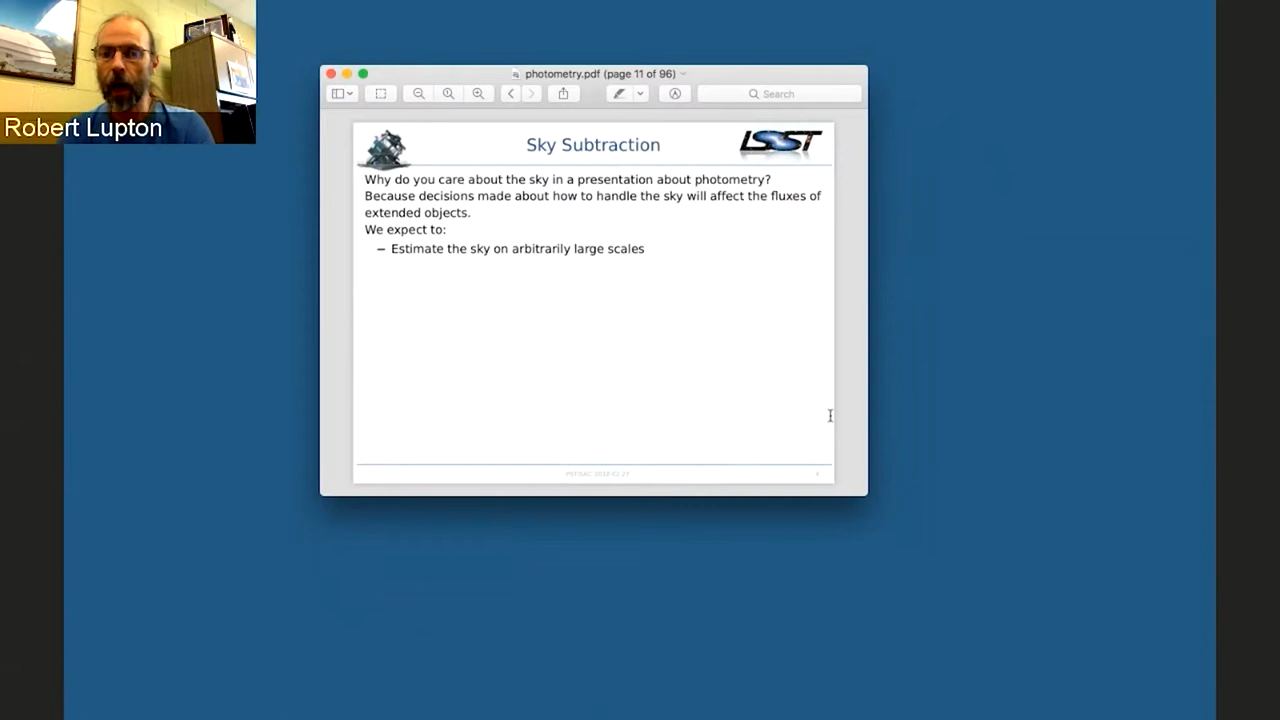 Robert Lupton
photometry.pdf (page 11 of 96)
Search
Sky Subtraction
LSST
Why do you care about the sky in a presentation about photometry?
Because decisions made about how to handle the sky will affect the fluxes of
extended objects.
We expect to:
– Estimate the sky on arbitrarily large scales